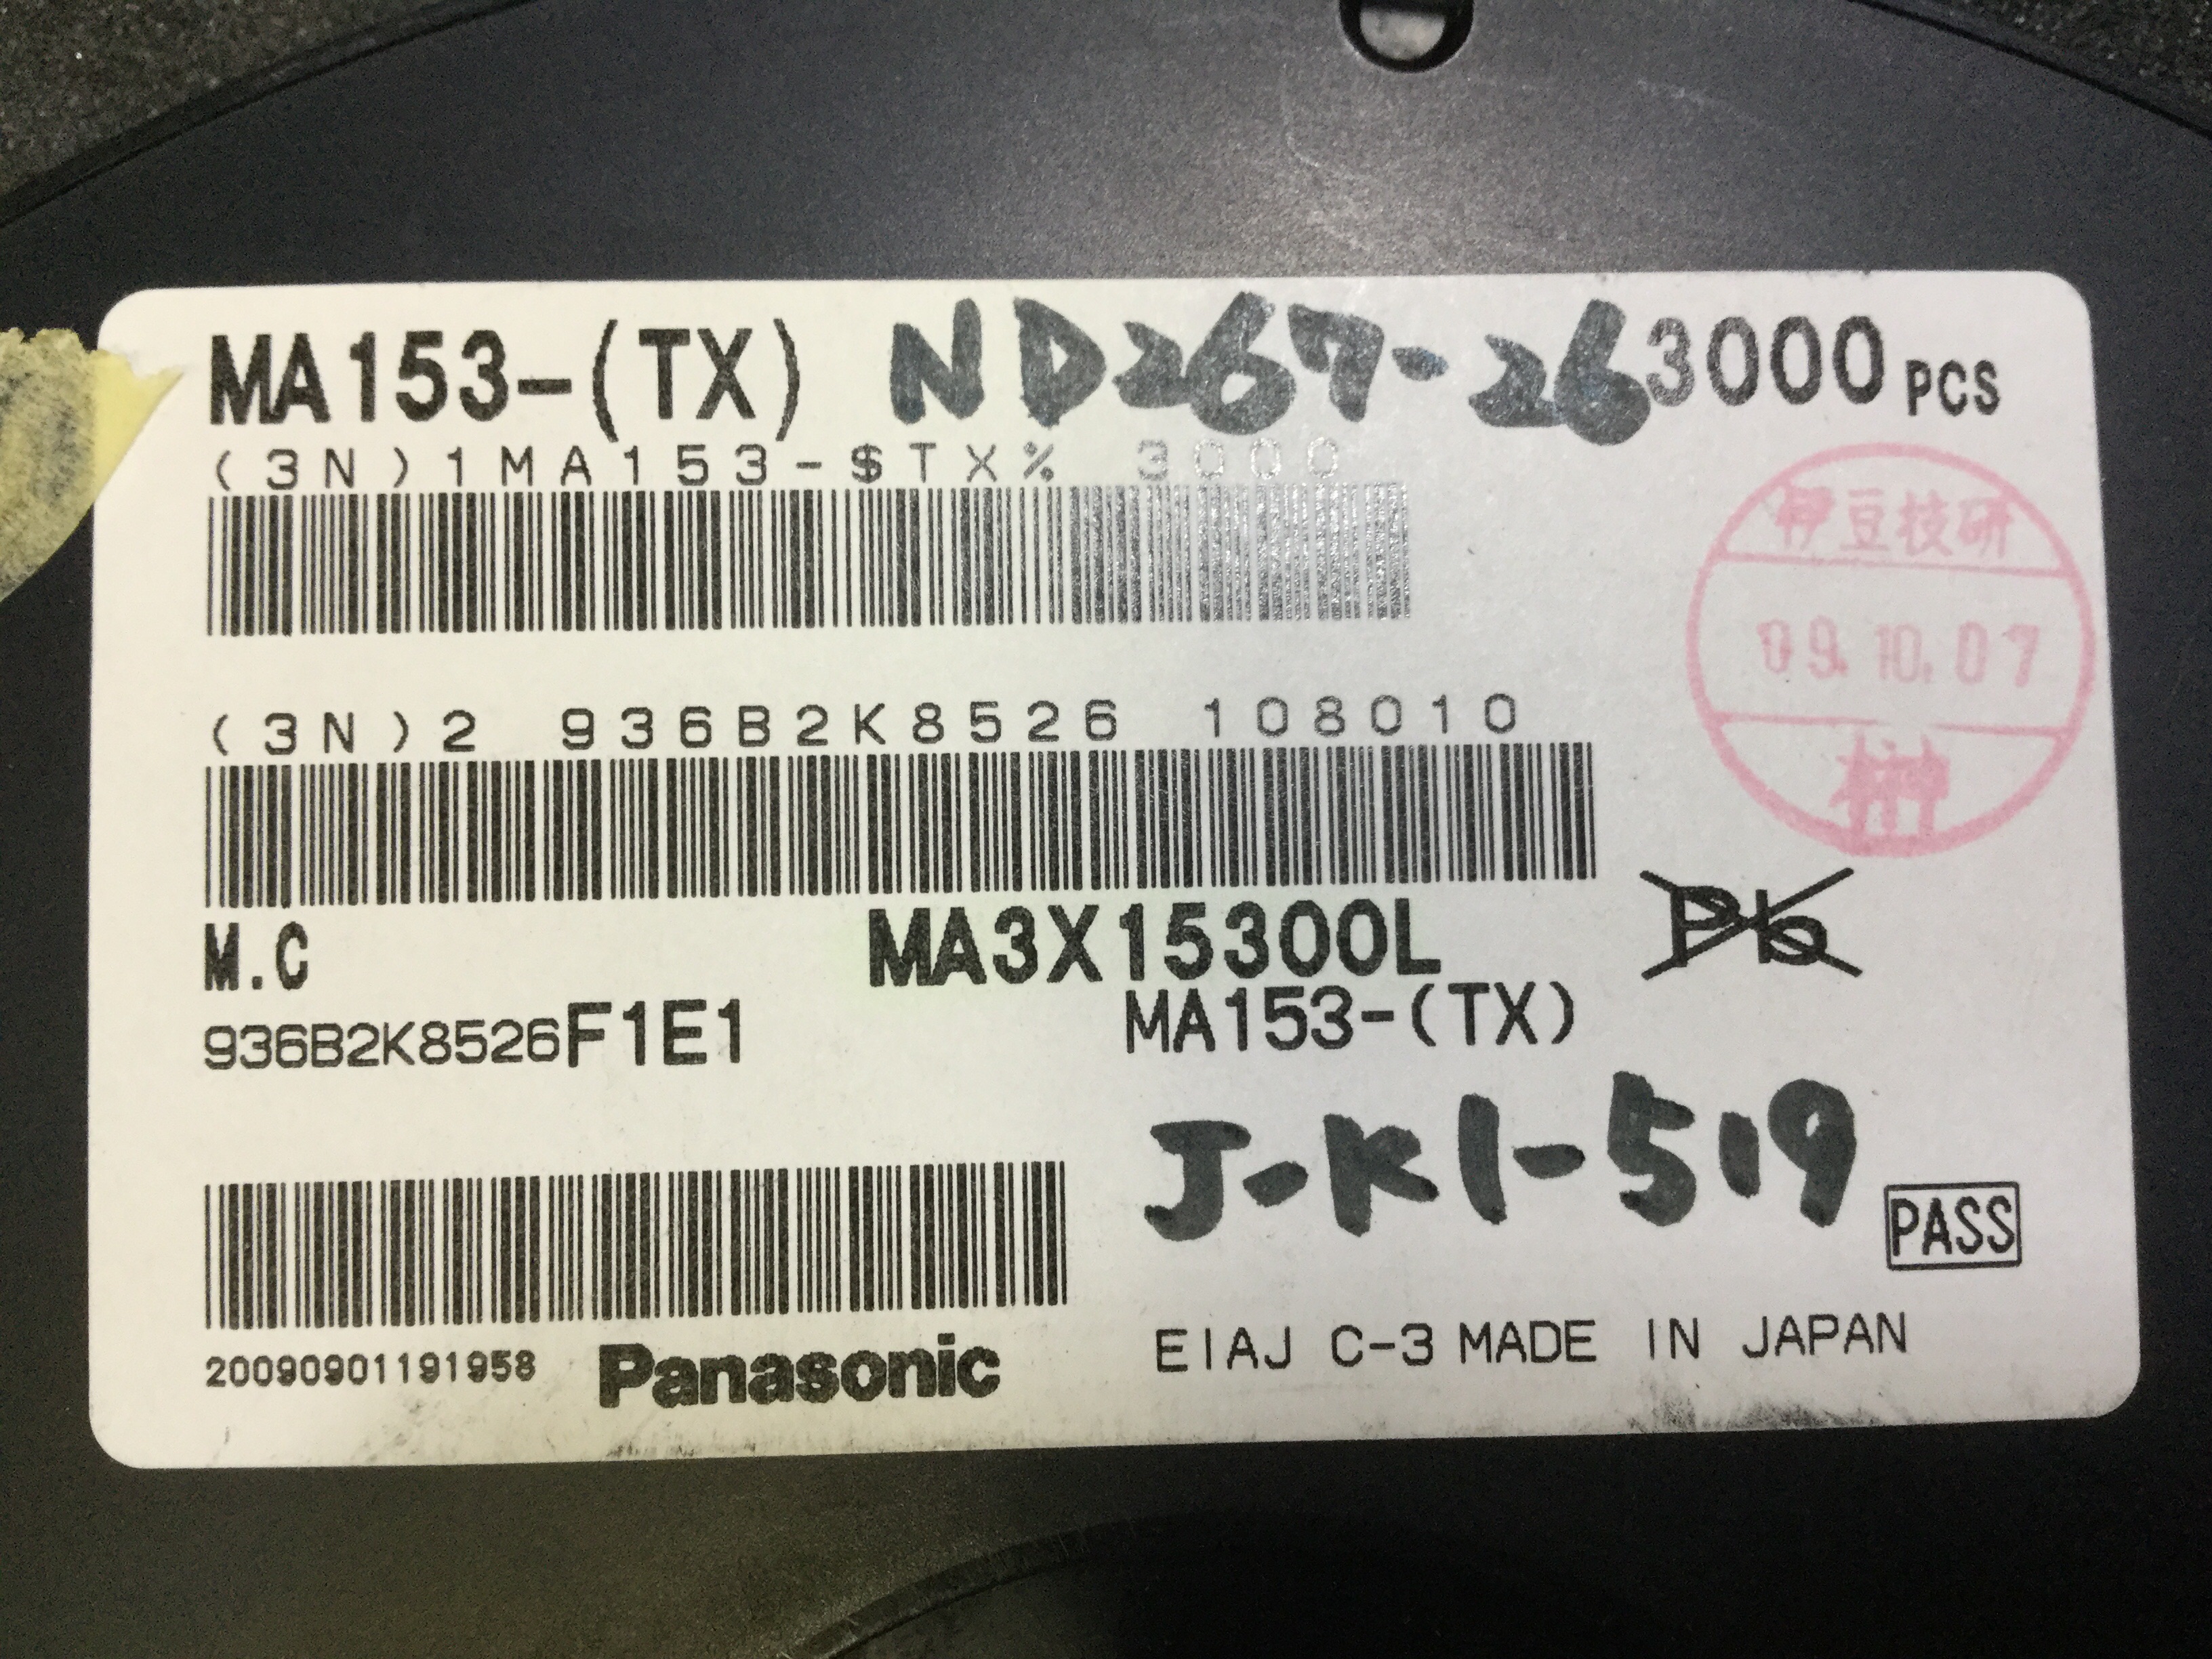 MA153-(TX) ND267-26 3000 PCS
(3N)1MA153-$TX% 3000
伊豆技研
09.10.07
(3N)2 936B2K8526 108010
M.C MA3X15300L Pb
936B2K8526F1E1 MA153-(TX)
J-K1-519
PASS
20090901191958 Panasonic EIAJ C-3 MADE IN JAPAN